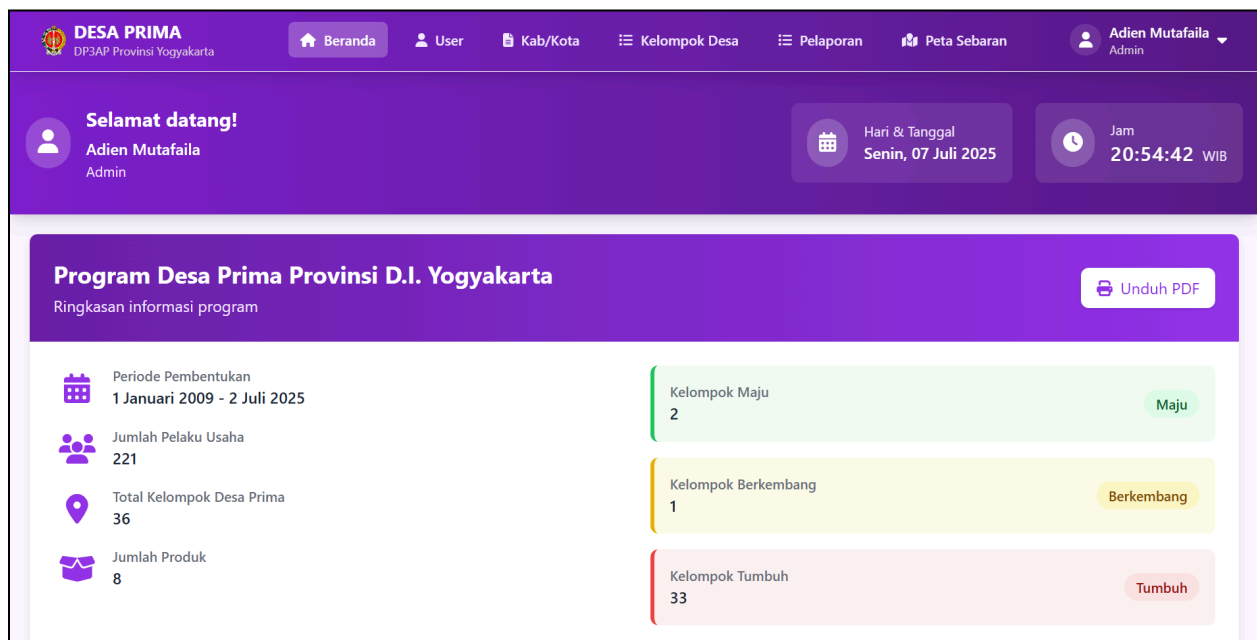 DESA PRIMA
DP3AP Provinsi Yogyakarta
Beranda
User
Kab/Kota
Kelompok Desa
Pelaporan
Peta Sebaran
Adien Mutafaila
Admin
Selamat datang!
Adien Mutafaila
Admin
Hari & Tanggal
Senin, 07 Juli 2025
Jam
20:54:42 WIB
Program Desa Prima Provinsi D.I. Yogyakarta
Ringkasan informasi program
Unduh PDF
Periode Pembentukan
1 Januari 2009 - 2 Juli 2025
Jumlah Pelaku Usaha
221
Total Kelompok Desa Prima
36
Jumlah Produk
8
Kelompok Maju
2
Maju
Kelompok Berkembang
1
Berkembang
Kelompok Tumbuh
33
Tumbuh